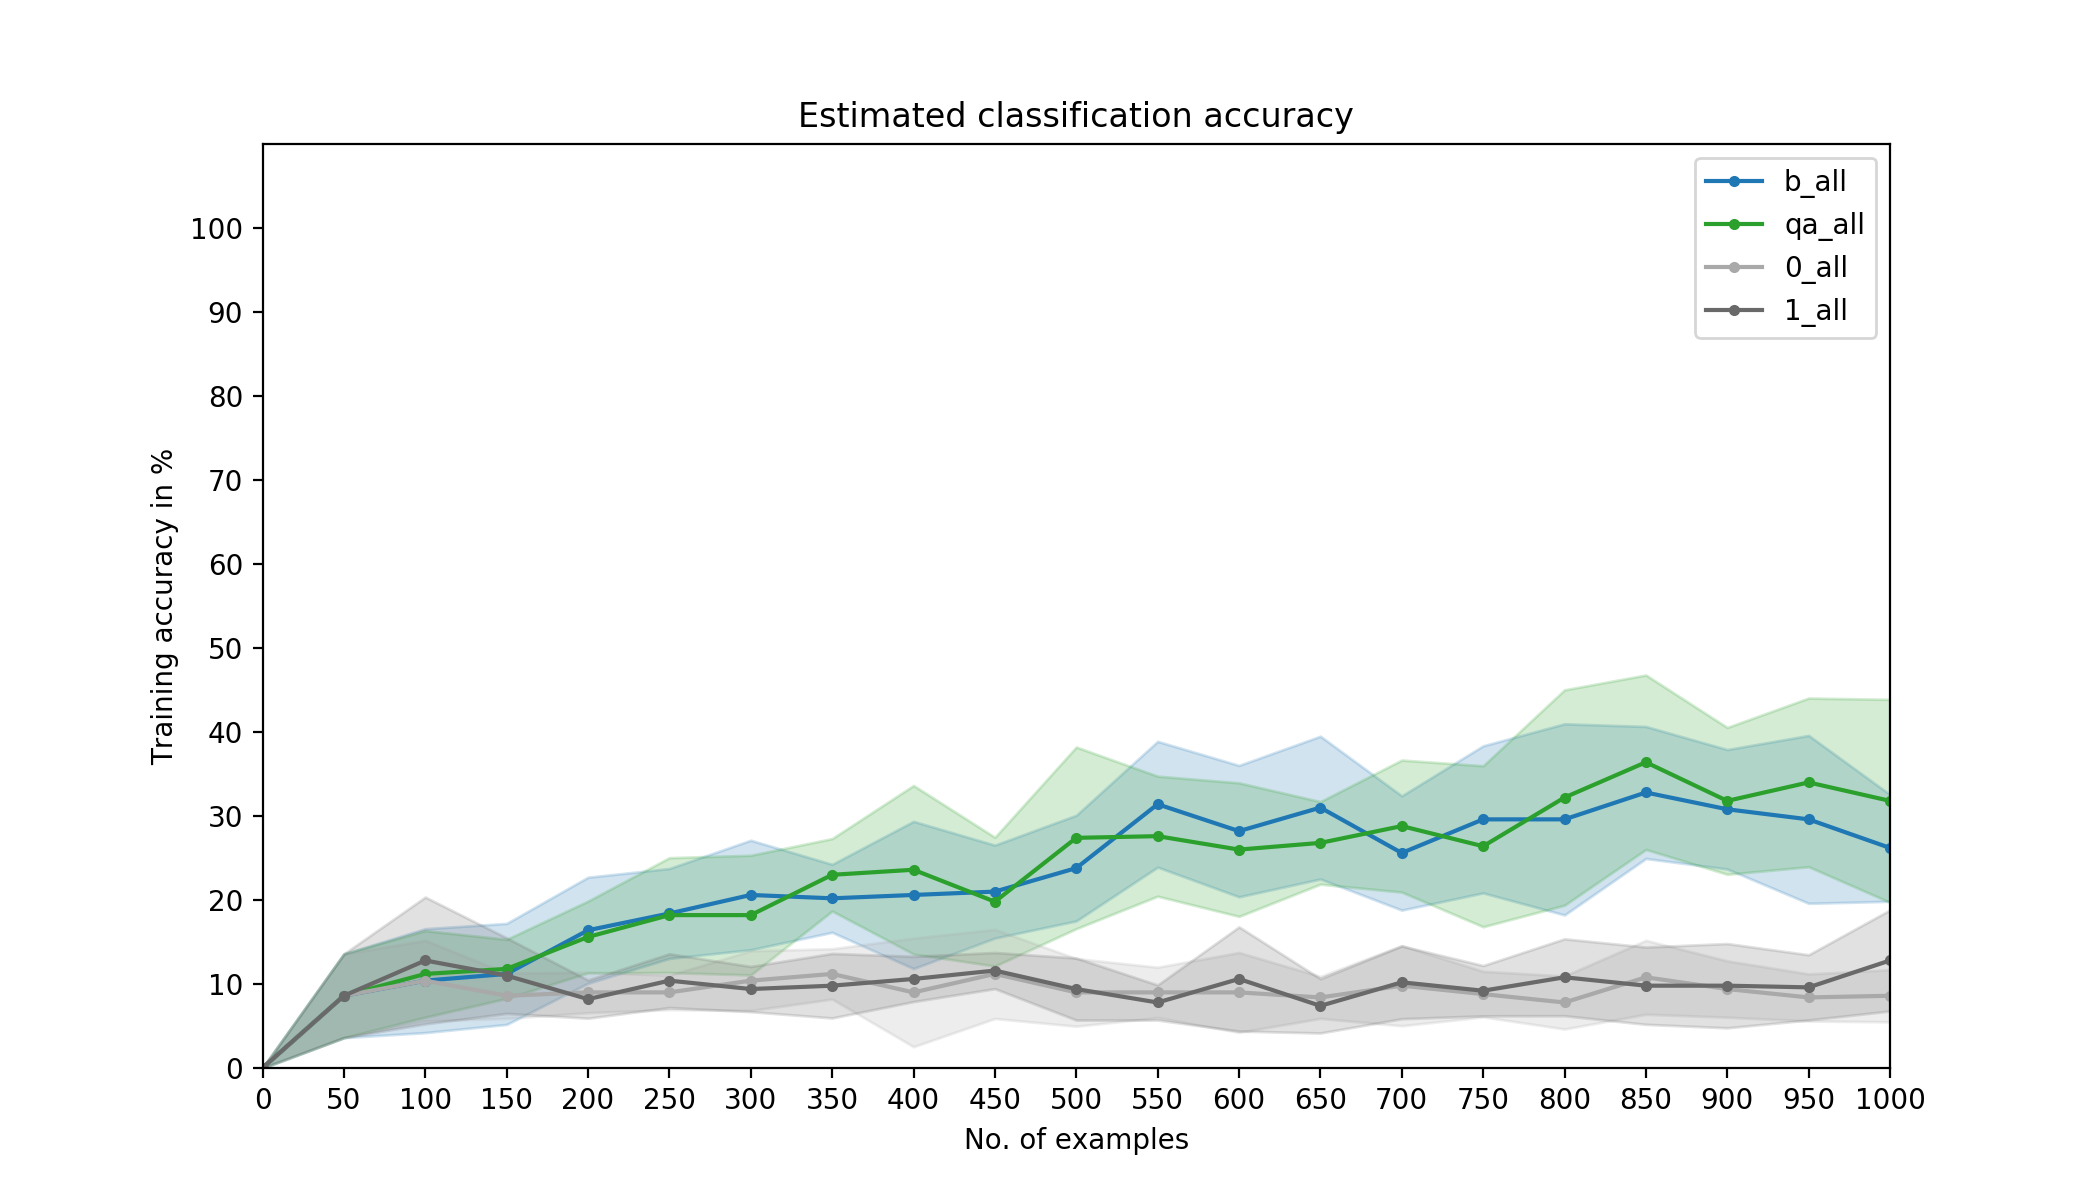 Estimated classification accuracy
b_all
qa_all
0_all
1_all
100
90
80
70
60
50
40
30
20
10
0
Training accuracy in %
0 50 100 150 200 250 300 350 400 450 500 550 600 650 700 750 800 850 900 950 1000
No. of examples